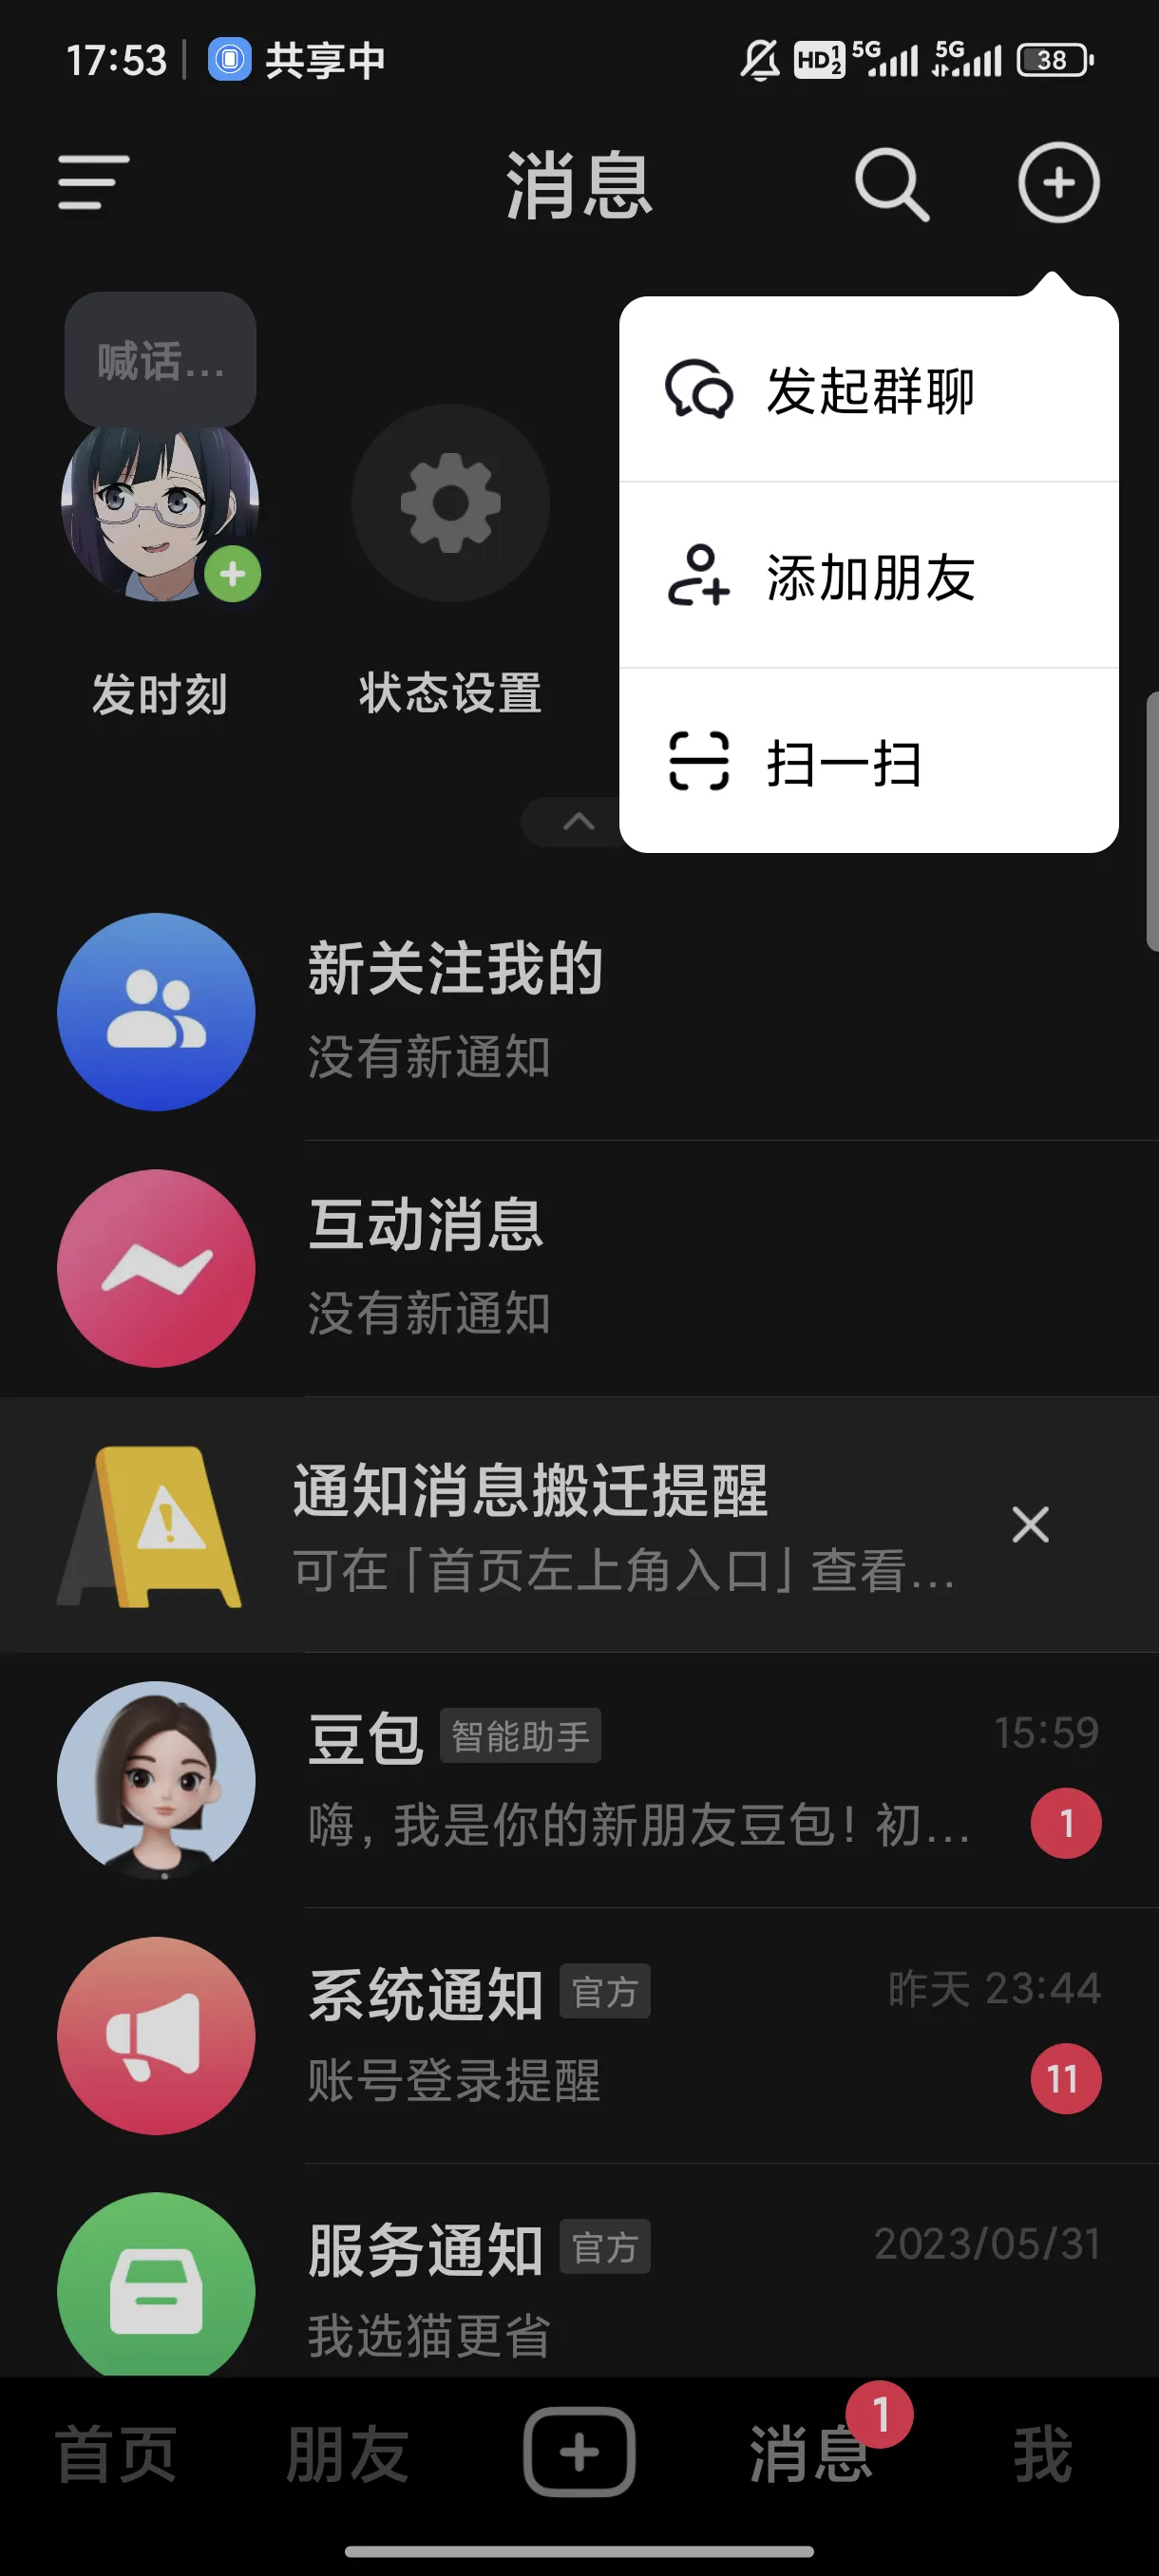 17:53 共享中 HD 1 2 5G 5G 38
消息
喊话...
发起群聊
添加朋友
扫一扫
发时刻
状态设置
新关注我的
没有新通知
互动消息
没有新通知
通知消息搬迁提醒
可在「首页左上角入口」查看...
豆包 智能助手 15:59
嗨，我是你的新朋友豆包！初... 1
系统通知 官方 昨天 23:44
账号登录提醒 11
服务通知 官方 2023/05/31
我选猫更省
首页 朋友 消息 1 我